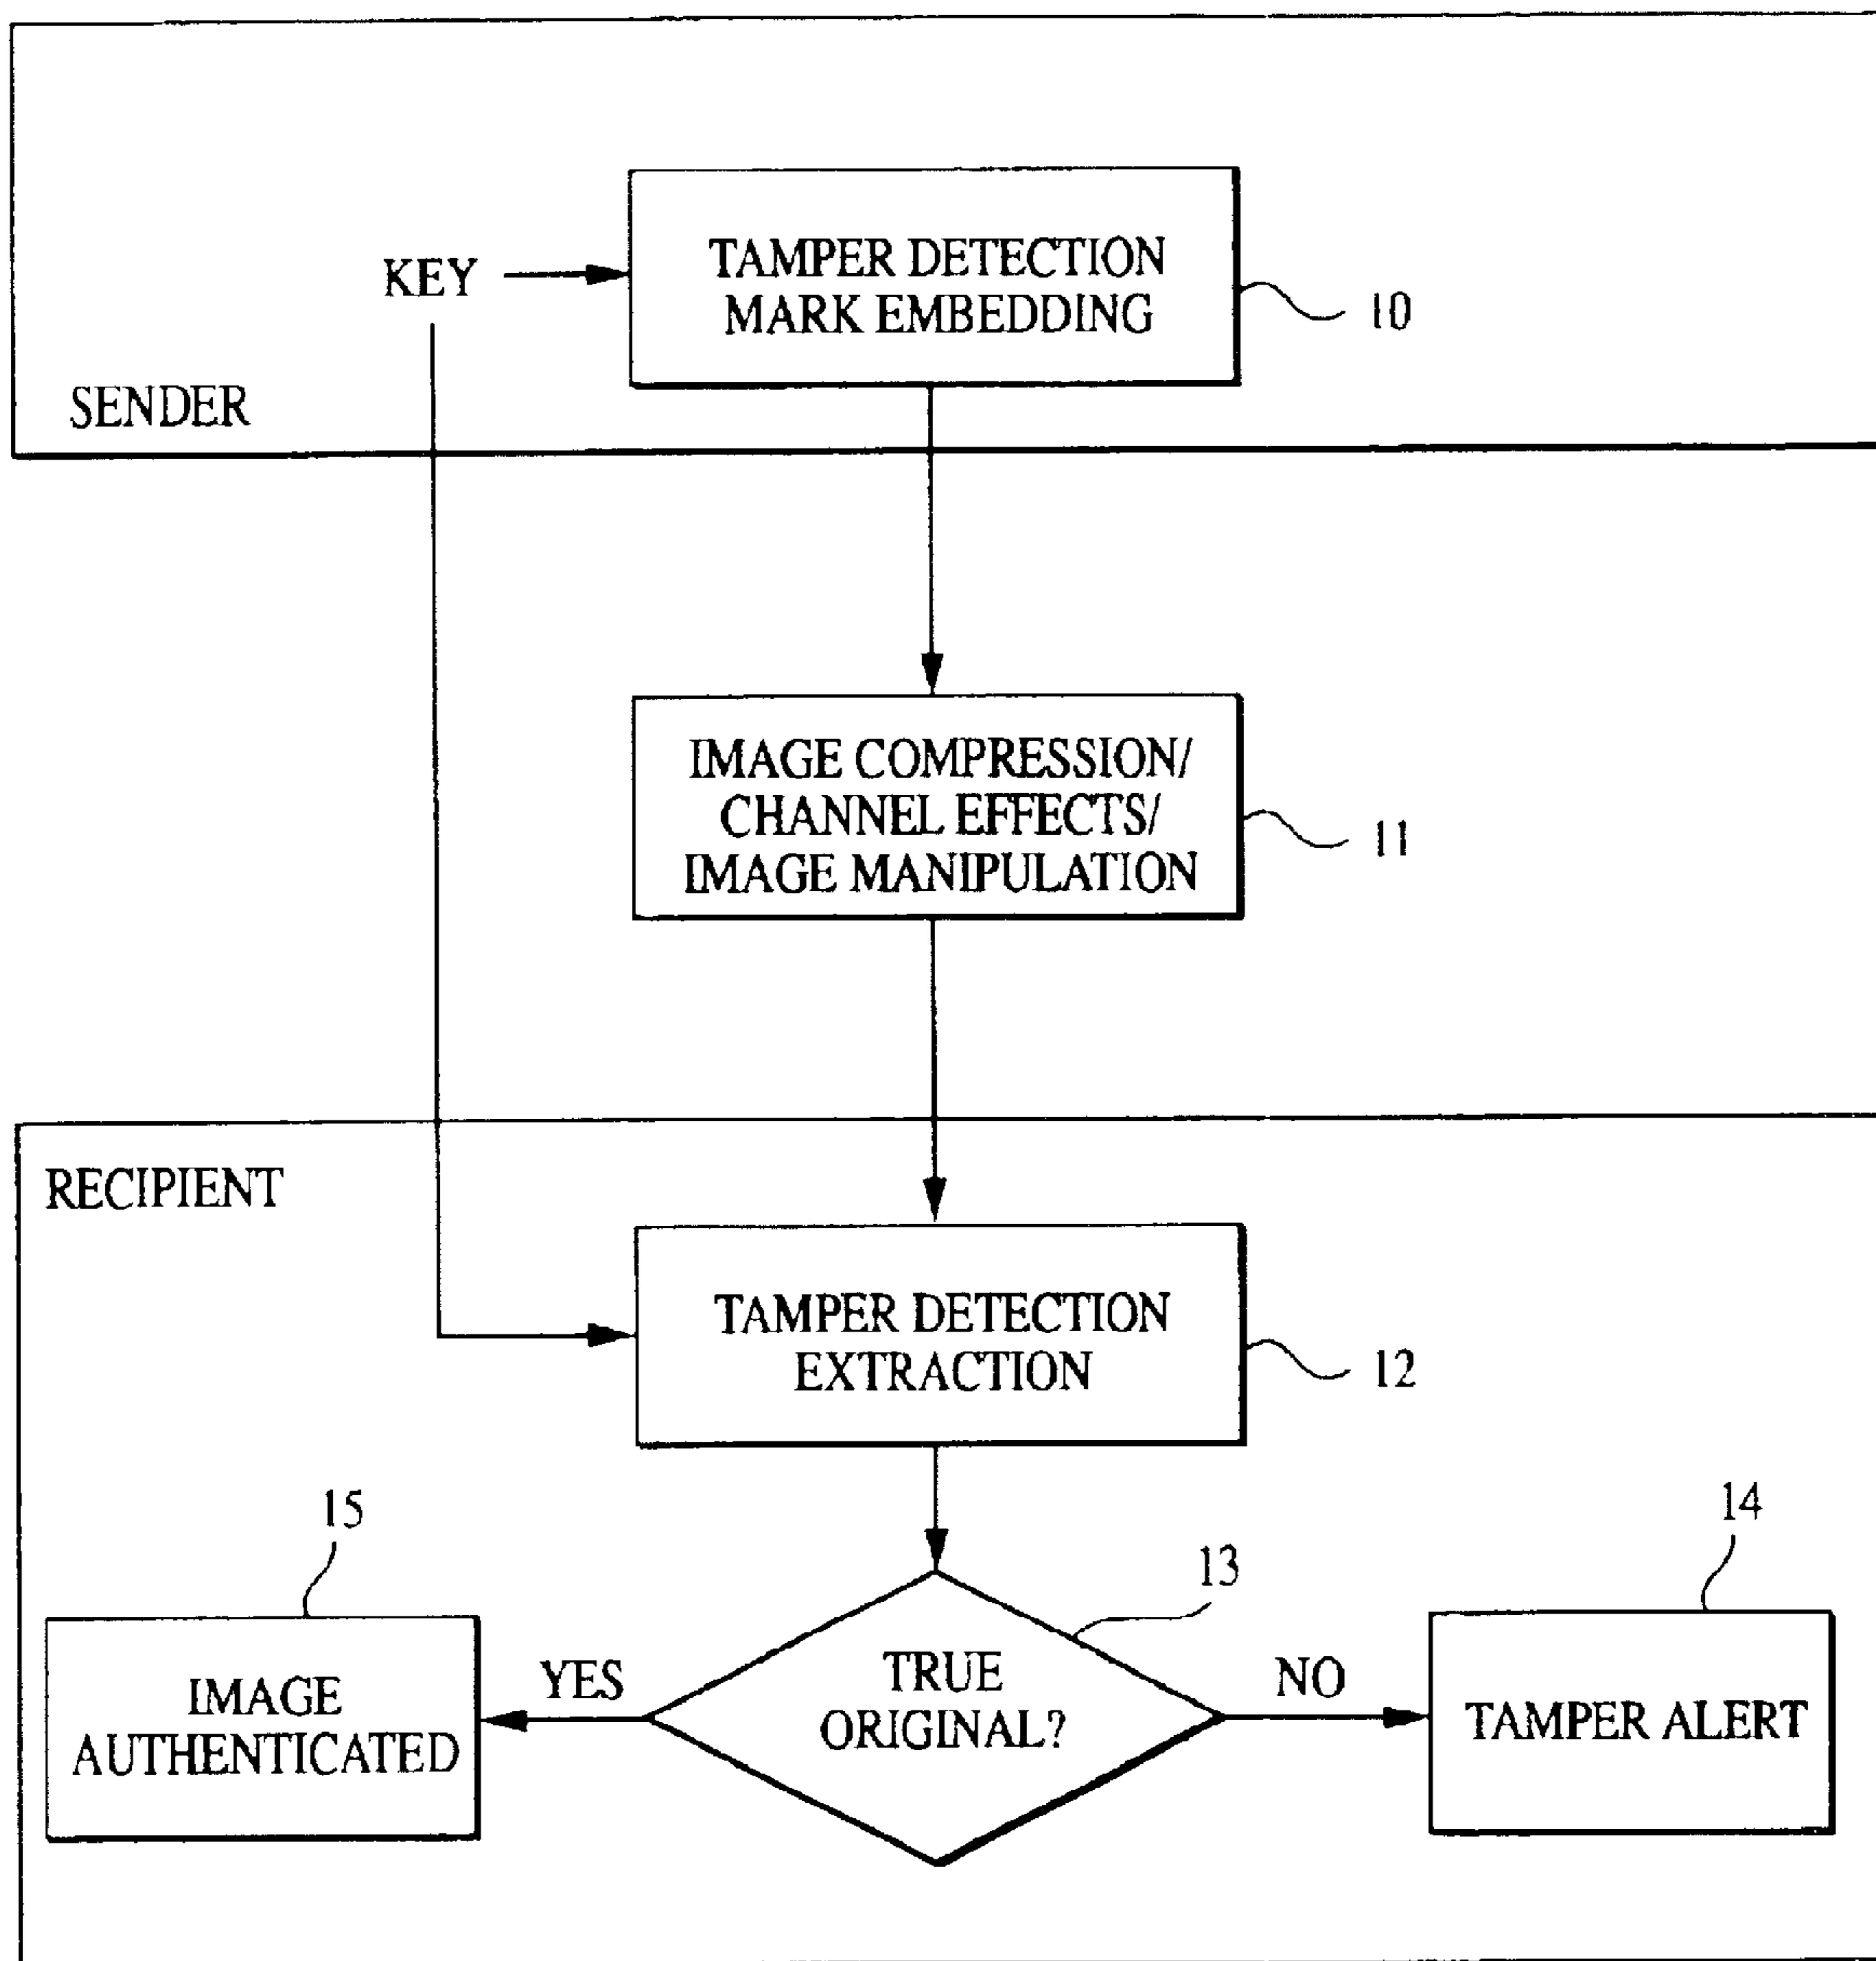 KEY
TAMPER DETECTION
MARK EMBEDDING
10
SENDER
IMAGE COMPRESSION/
CHANNEL EFFECTS/
IMAGE MANIPULATION
11
RECIPIENT
TAMPER DETECTION
EXTRACTION
12
15
13
14
IMAGE
AUTHENTICATED
YES
TRUE
ORIGINAL?
NO
TAMPER ALERT